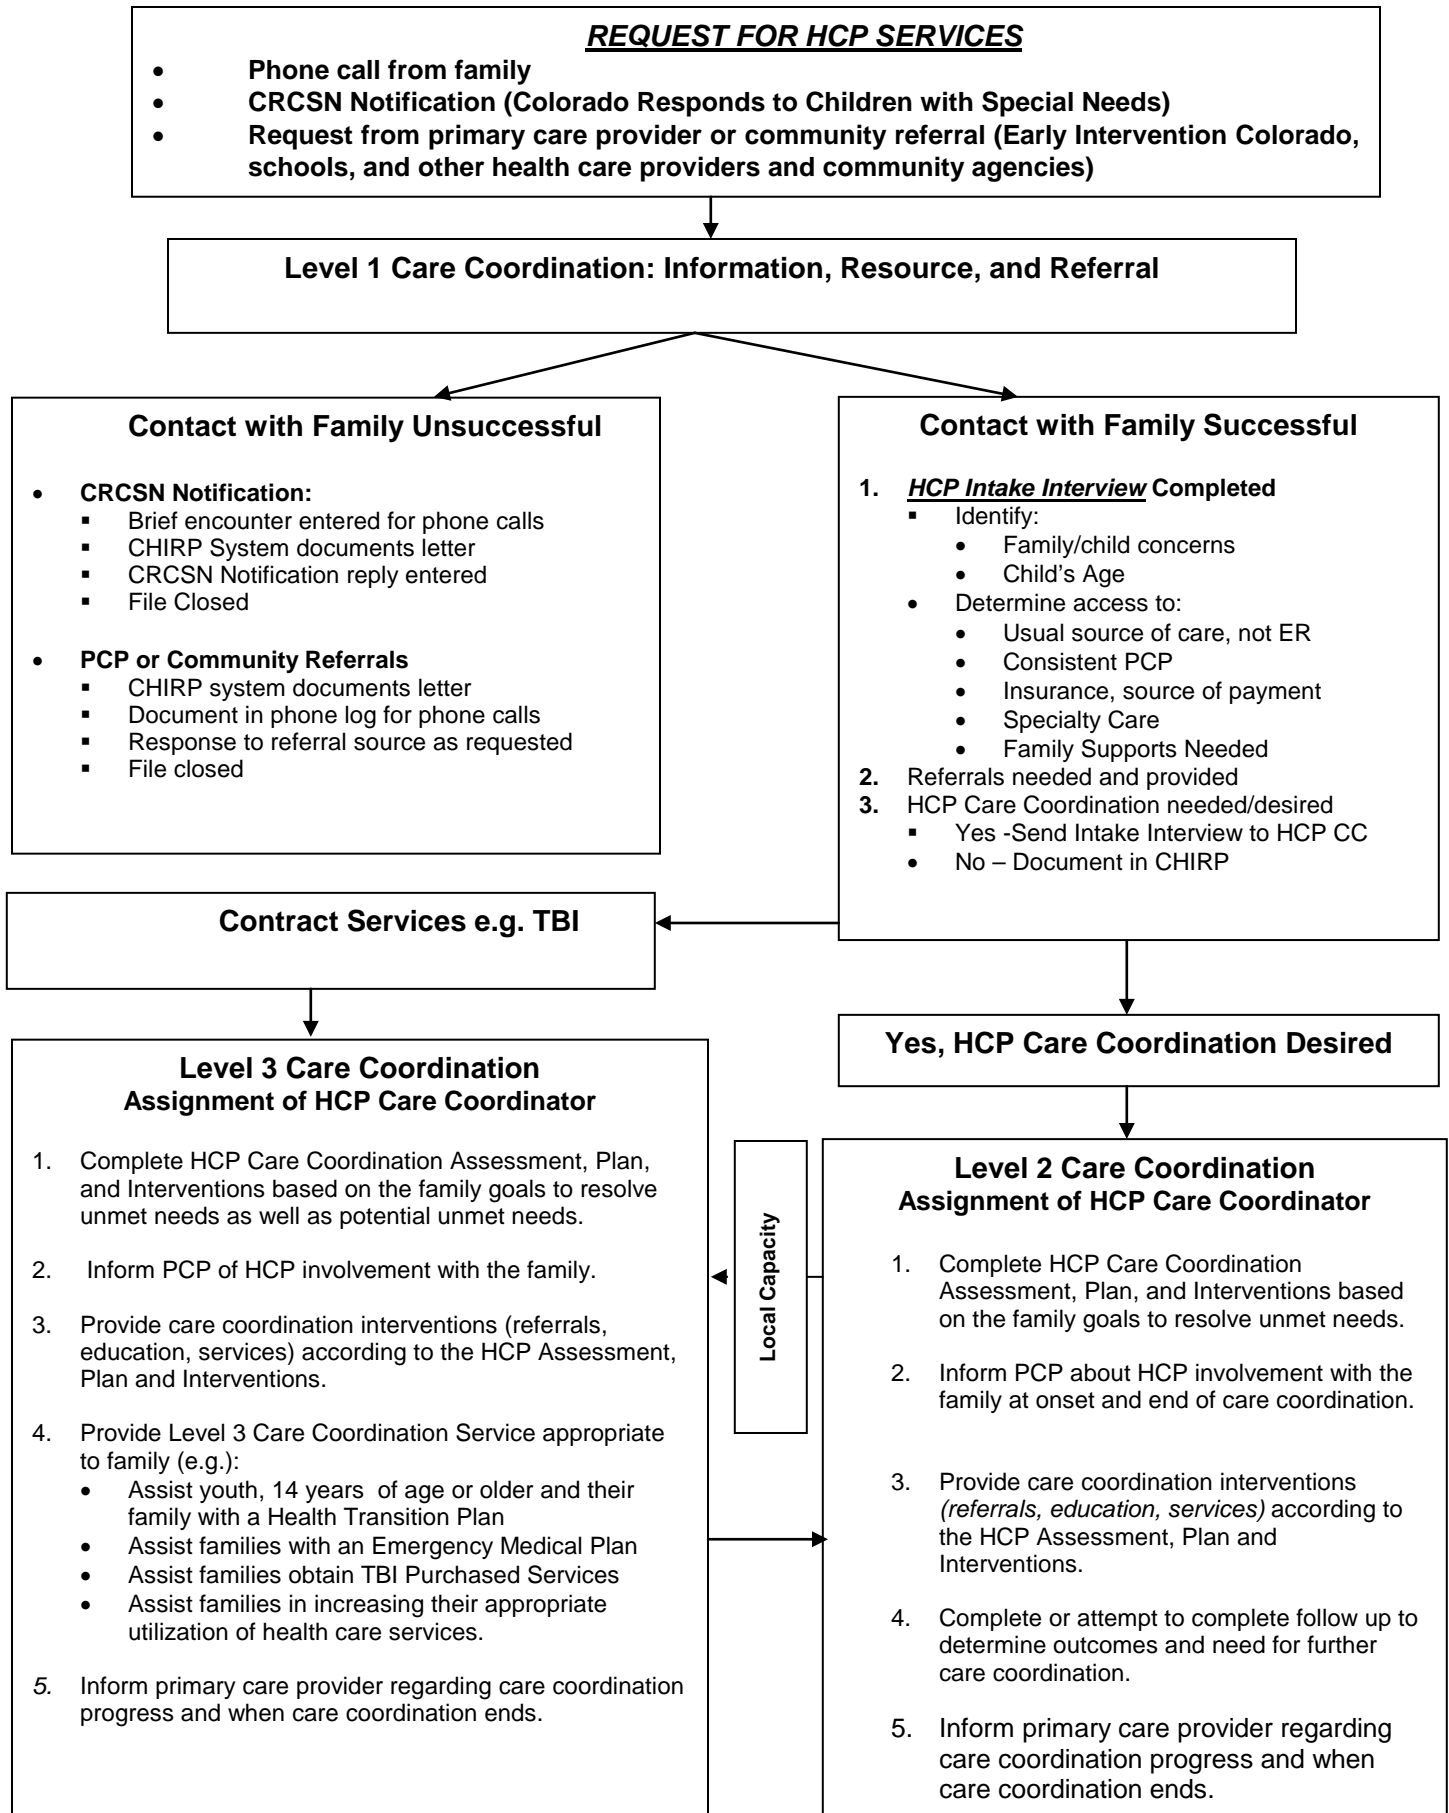 REQUEST FOR HCP SERVICES
• Phone call from family
• CRCSN Notification (Colorado Responds to Children with Special Needs)
• Request from primary care provider or community referral (Early Intervention Colorado,
schools, and other health care providers and community agencies)
Level 1 Care Coordination: Information, Resource, and Referral
Contact with Family Unsuccessful
• CRCSN Notification:
▪ Brief encounter entered for phone calls
▪ CHIRP System documents letter
▪ CRCSN Notification reply entered
▪ File Closed
• PCP or Community Referrals
▪ CHIRP system documents letter
▪ Document in phone log for phone calls
▪ Response to referral source as requested
▪ File closed
Contact with Family Successful
1. HCP Intake Interview Completed
▪ Identify:
• Family/child concerns
• Child's Age
• Determine access to:
• Usual source of care, not ER
• Consistent PCP
• Insurance, source of payment
• Specialty Care
• Family Supports Needed
2. Referrals needed and provided
3. HCP Care Coordination needed/desired
▪ Yes -Send Intake Interview to HCP CC
• No – Document in CHIRP
Contract Services e.g. TBI
Yes, HCP Care Coordination Desired
Level 3 Care Coordination
Assignment of HCP Care Coordinator
1. Complete HCP Care Coordination Assessment, Plan,
and Interventions based on the family goals to resolve
unmet needs as well as potential unmet needs.
2. Inform PCP of HCP involvement with the family.
3. Provide care coordination interventions (referrals,
education, services) according to the HCP Assessment,
Plan and Interventions.
4. Provide Level 3 Care Coordination Service appropriate
to family (e.g.):
• Assist youth, 14 years of age or older and their
family with a Health Transition Plan
• Assist families with an Emergency Medical Plan
• Assist families obtain TBI Purchased Services
• Assist families in increasing their appropriate
utilization of health care services.
5. Inform primary care provider regarding care coordination
progress and when care coordination ends.
Local Capacity
Level 2 Care Coordination
Assignment of HCP Care Coordinator
1. Complete HCP Care Coordination
Assessment, Plan, and Interventions based
on the family goals to resolve unmet needs.
2. Inform PCP about HCP involvement with the
family at onset and end of care coordination.
3. Provide care coordination interventions
(referrals, education, services) according to
the HCP Assessment, Plan and
Interventions.
4. Complete or attempt to complete follow up to
determine outcomes and need for further
care coordination.
5. Inform primary care provider regarding
care coordination progress and when
care coordination ends.